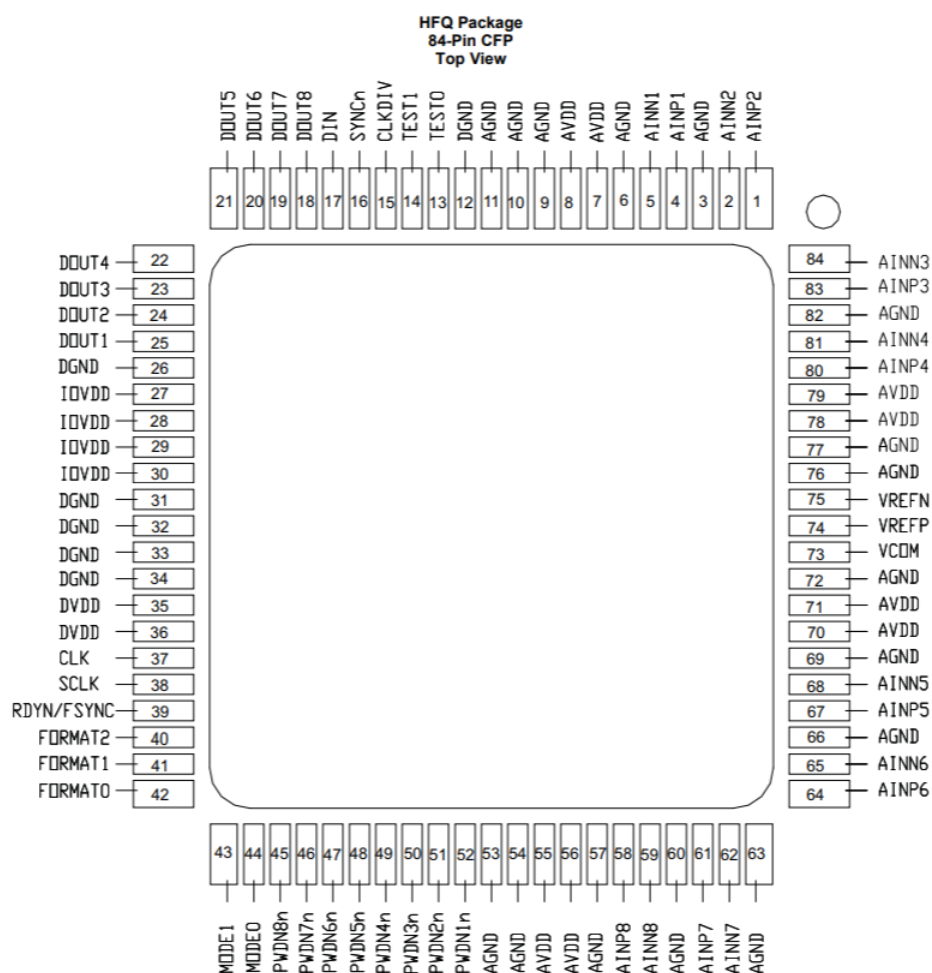 HFQ Package
84-Pin CFP
Top View
DOUT5 DOUT6 DOUT7 DOUT8 DIN SYNCn CLKDIV TEST1 TEST0 DGND AGND AGND AGND AVDD AVDD AGND AINN1 AINP1 AGND AINN2 AINP2
21 20 19 18 17 16 15 14 13 12 11 10 9 8 7 6 5 4 3 2 1
DOUT4 22 84 AINN3
DOUT3 23 83 AINP3
DOUT2 24 82 AGND
DOUT1 25 81 AINN4
DGND 26 80 AINP4
IOVDD 27 79 AVDD
IOVDD 28 78 AVDD
IOVDD 29 77 AGND
IOVDD 30 76 AGND
DGND 31 75 VREFN
DGND 32 74 VREFP
DGND 33 73 VCOM
DGND 34 72 AGND
DVDD 35 71 AVDD
DVDD 36 70 AVDD
CLK 37 69 AGND
SCLK 38 68 AINN5
RDYN/FSYNC 39 67 AINP5
FORMAT2 40 66 AGND
FORMAT1 41 65 AINN6
FORMAT0 42 64 AINP6
43 44 45 46 47 48 49 50 51 52 53 54 55 56 57 58 59 60 61 62 63
MODE1 MODE0 PWDN8n PWDN7n PWDN6n PWDN5n PWDN4n PWDN3n PWDN2n PWDN1n AGND AGND AVDD AVDD AGND AINP8 AINN8 AGND AINP7 AINN7 AGND